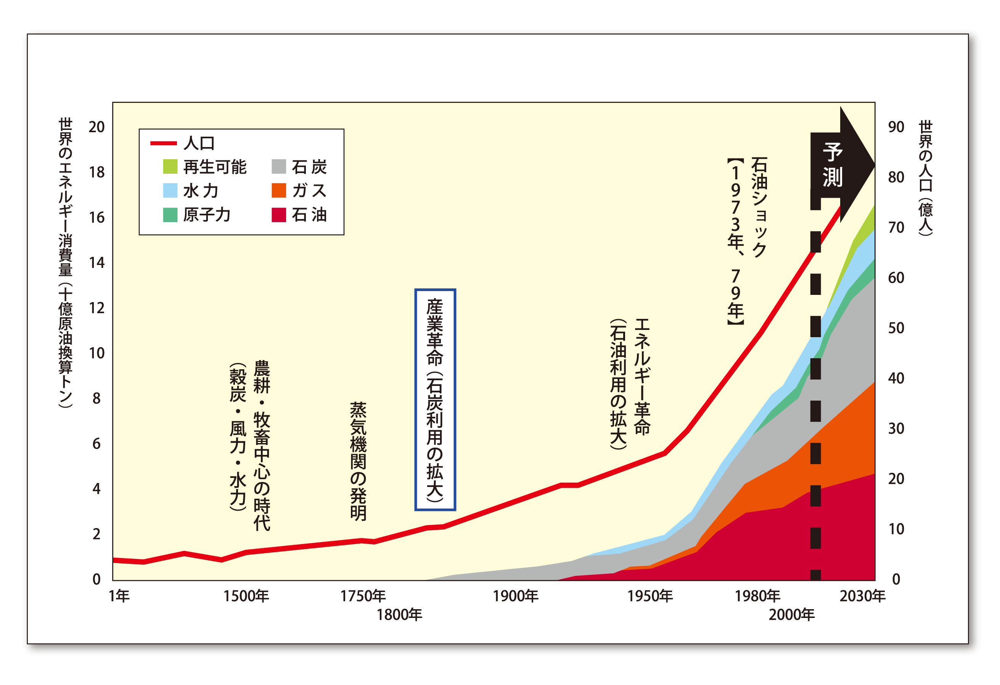 世界のエネルギー消費量（十億原油換算トン）
20
18
16
14
12
10
8
6
4
2
0
人口
再生可能
水力
原子力
石炭
ガス
石油
農耕・牧畜中心の時代
（穀炭・風力・水力）
蒸気機関の発明
産業革命（石炭利用の拡大）
エネルギー革命
（石油利用の拡大）
石油ショック
【1973年、79年】
予測
世界の人口（億人）
90
80
70
60
50
40
30
20
10
0
1年
1500年
1750年
1800年
1900年
1950年
1980年
2000年
2030年